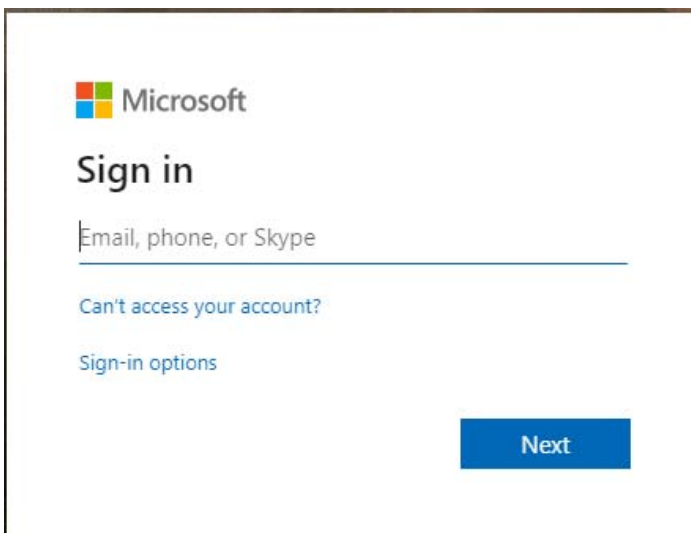 Microsoft
Sign in
Email, phone, or Skype
Can't access your account?
Sign-in options
Next